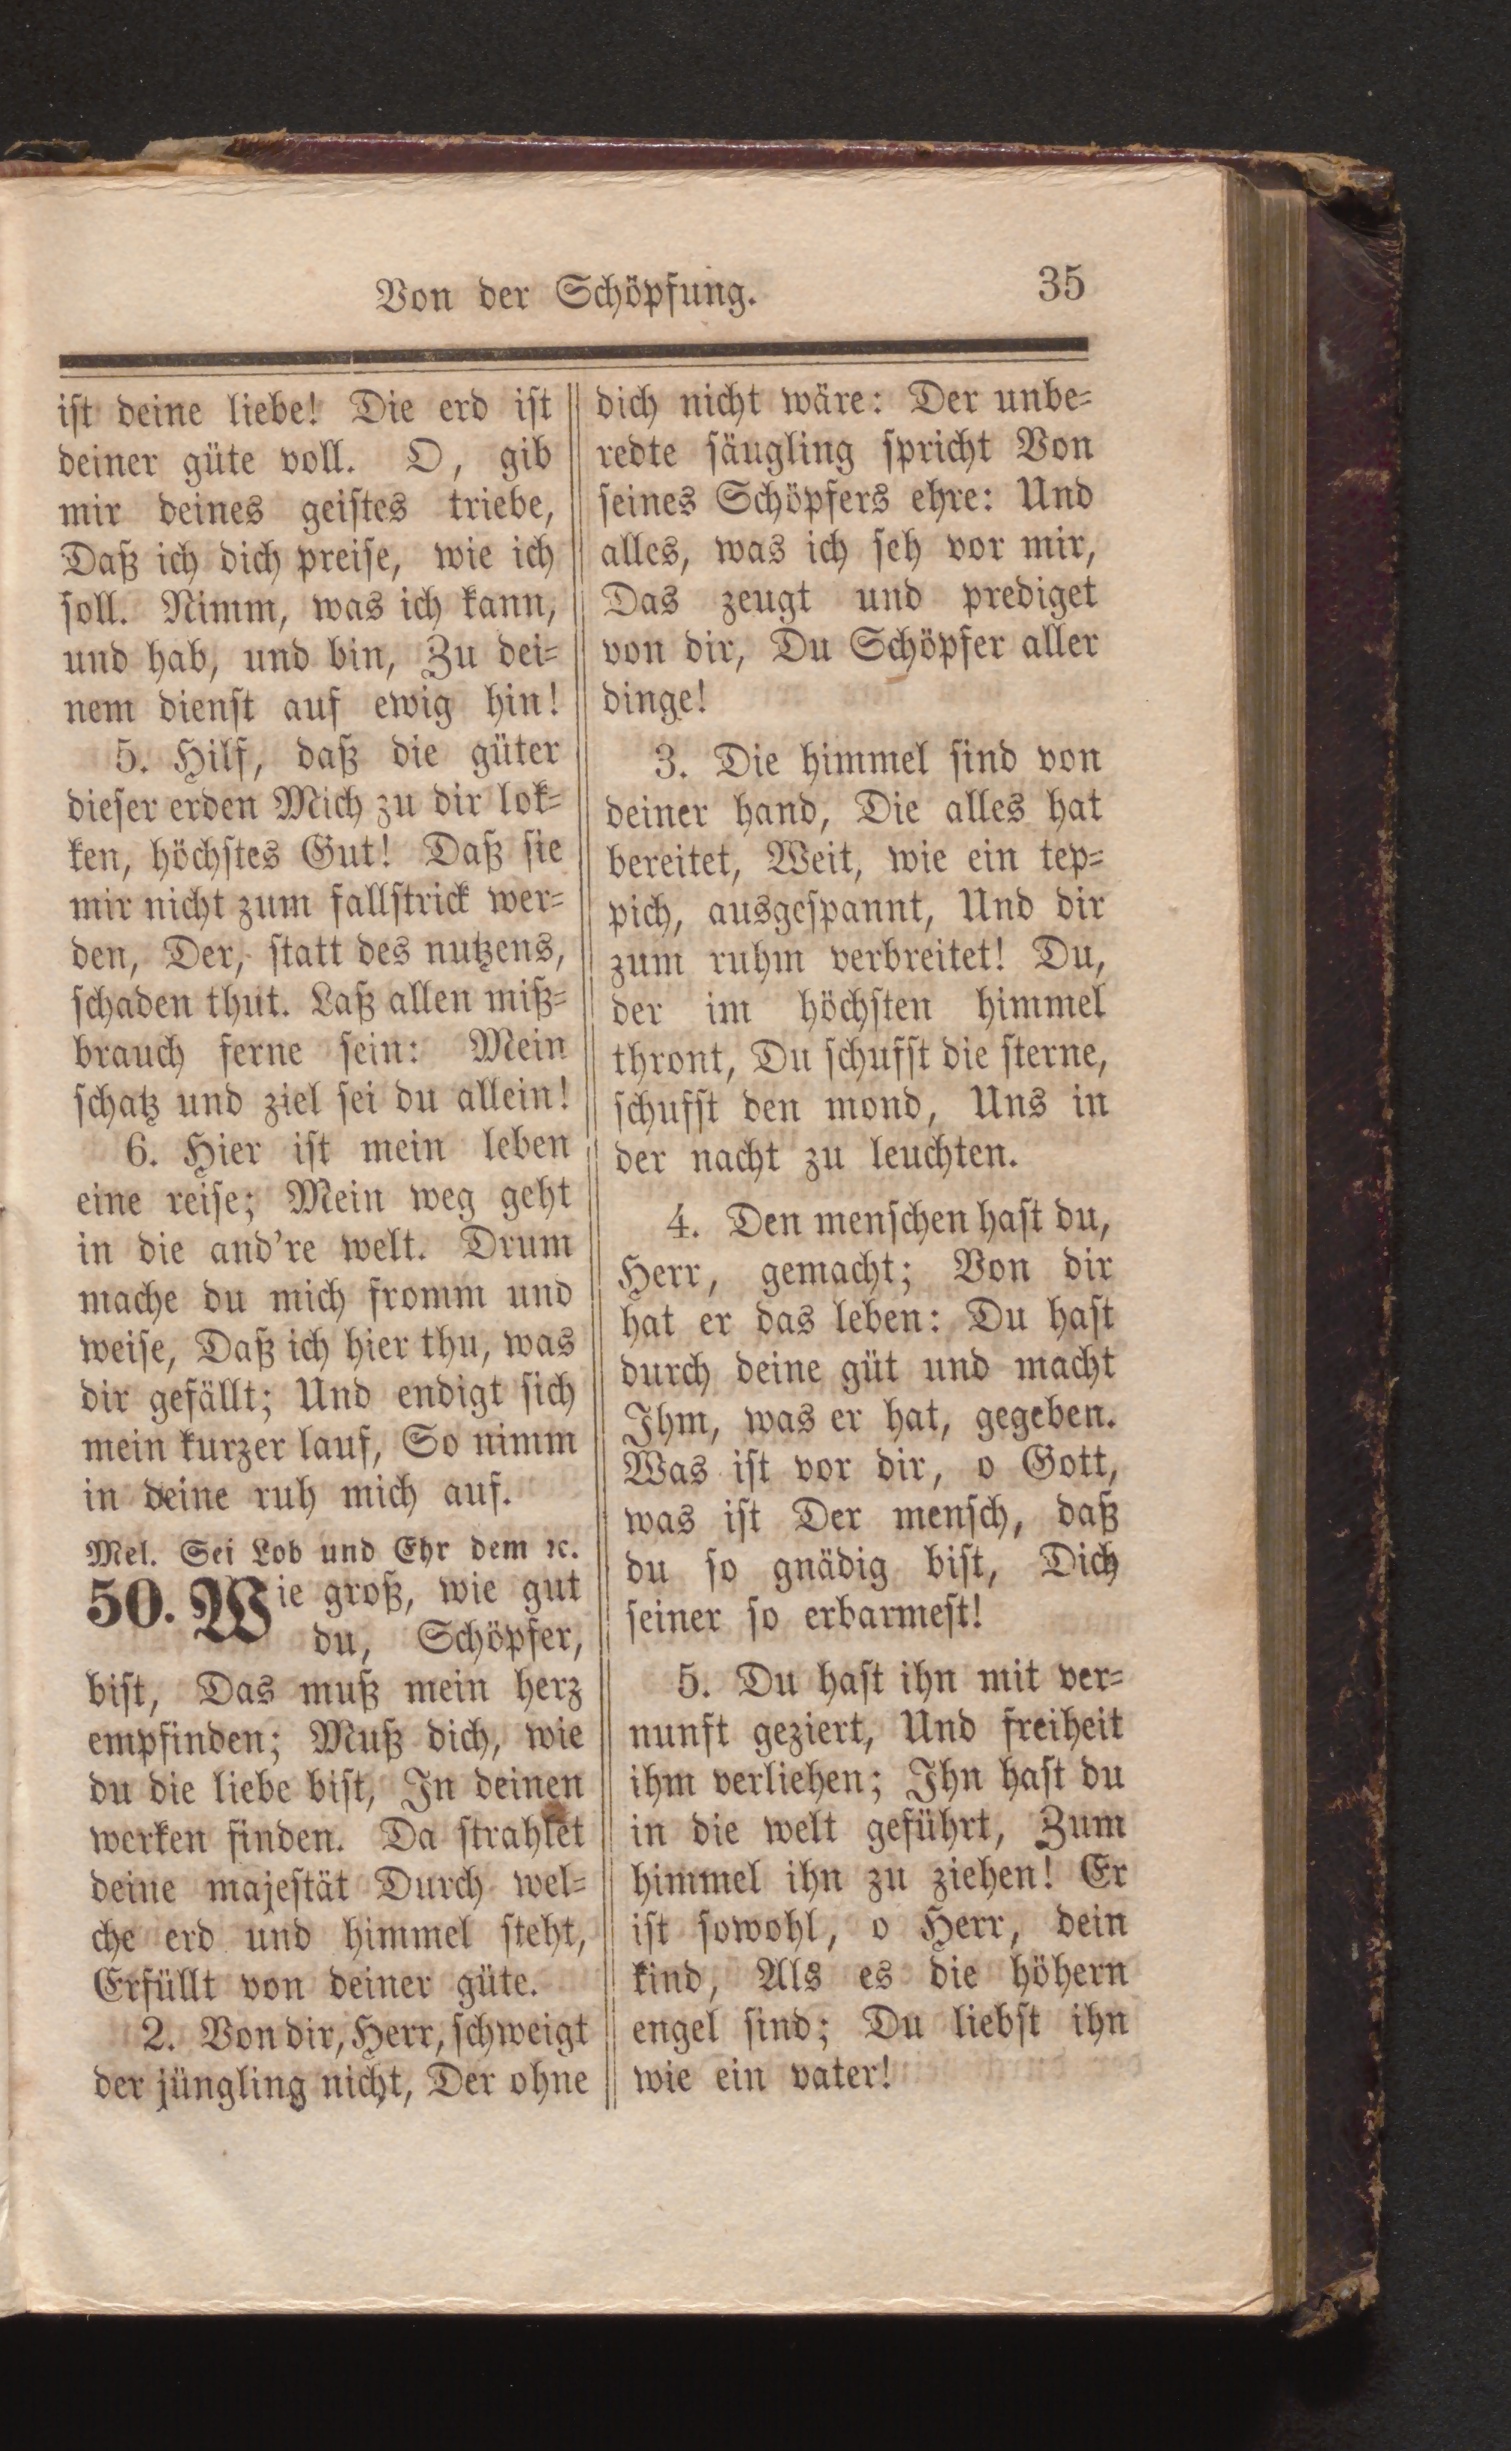 Von der Schöpfung. 35
ist deine liebe! Die erd ist
deiner güte voll. O, gib
mir deines geistes triebe,
Daß ich dich preise, wie ich
soll. Nimm, was ich kann,
und hab, und bin, Zu dei-
nem dienst auf ewig hin!
5. Hilf, daß die güter
dieser erden Mich zu dir lok-
ken, höchstes Gut! Daß sie
mir nicht zum fallstrick wer-
den, Der, statt des nutzens,
schaden thut. Laß allen miß-
brauch ferne sein: Mein
schatz und ziel sei du allein!
6. Hier ist mein leben
eine reise; Mein weg geht
in die and're welt. Drum
mache du mich fromm und
weise, Daß ich hier thu, was
dir gefällt; Und endigt sich
mein kurzer lauf, So nimm
in deine ruh mich auf.
Mel. Sei Lob und Ehr dem ꝛc.
50. Wie groß, wie gut
du, Schöpfer,
bist, Das muß mein herz
empfinden; Muß dich, wie
du die liebe bist, In deinen
werken finden. Da strahlet
deine majestät Durch wel-
che erd und himmel steht,
Erfüllt von deiner güte.
2. Von dir, Herr, schweigt
der jüngling nicht, Der ohne
dich nicht wäre: Der unbe-
redte säugling spricht Von
seines Schöpfers ehre: Und
alles, was ich seh vor mir,
Das zeugt und prediget
von dir, Du Schöpfer aller
dinge!
3. Die himmel sind von
deiner hand, Die alles hat
bereitet, Weit, wie ein tep-
pich, ausgespannt, Und dir
zum ruhm verbreitet! Du,
der im höchsten himmel
thront, Du schufst die sterne,
schufst den mond, Uns in
der nacht zu leuchten.
4. Den menschen hast du,
Herr, gemacht; Von dir
hat er das leben: Du hast
durch deine güt und macht
Ihm, was er hat, gegeben.
Was ist vor dir, o Gott,
was ist Der mensch, daß
du so gnädig bist, Dich
seiner so erbarmest!
5. Du hast ihn mit ver-
nunft geziert, Und freiheit
ihm verliehen; Ihn hast du
in die welt geführt, Zum
himmel ihn zu ziehen! Er
ist sowohl, o Herr, dein
kind, Als es die höhern
engel sind; Du liebst ihn
wie ein vater!